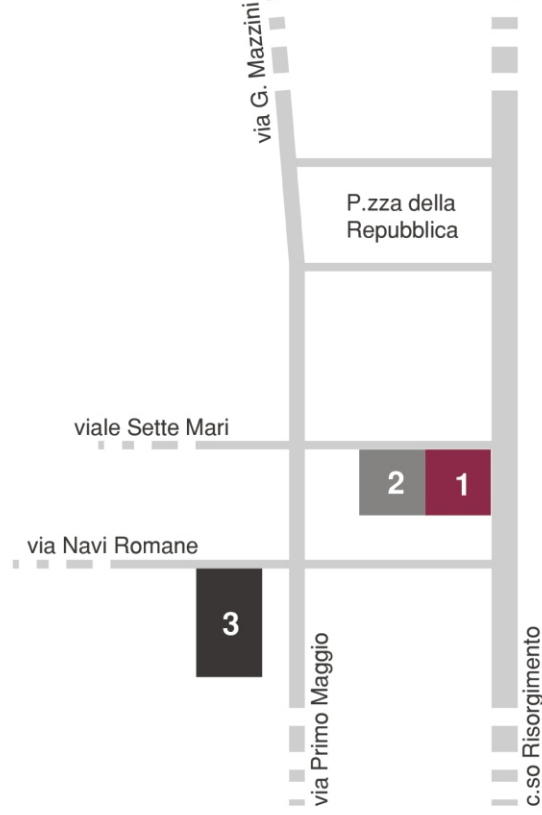 via G. Mazzini
P.zza della
Repubblica
viale Sette Mari
2
1
via Navi Romane
3
via Primo Maggio
c.so Risorgimento